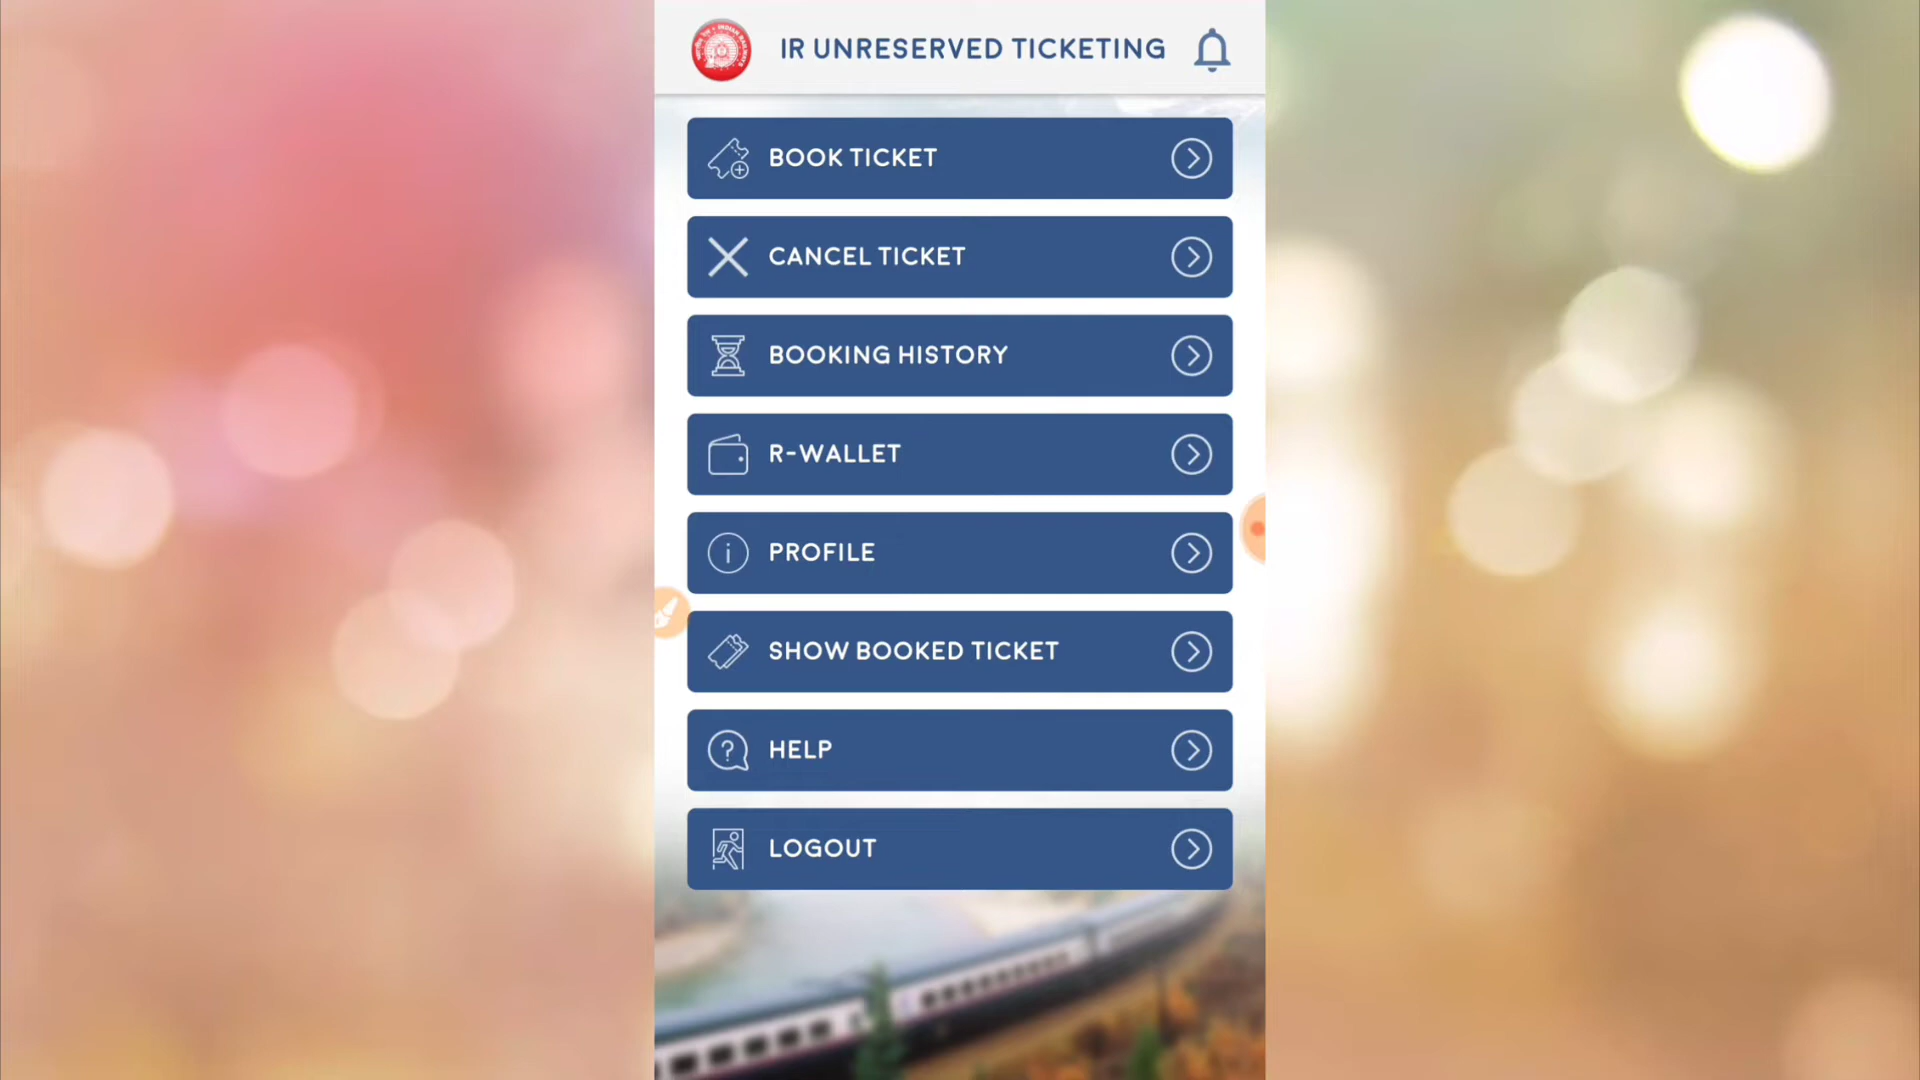 IR UNRESERVED TICKETING
BOOK TICKET
CANCEL TICKET
BOOKING HISTORY
R-WALLET
PROFILE
SHOW BOOKED TICKET
HELP
LOGOUT